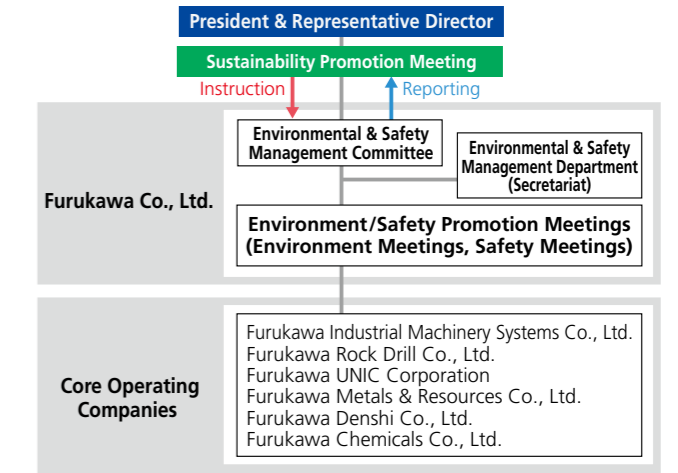 President & Representative Director
Sustainability Promotion Meeting
Instruction
Reporting
Environmental & Safety
Management Committee
Environmental & Safety
Management Department
(Secretariat)
Furukawa Co., Ltd.
Environment/Safety Promotion Meetings
(Environment Meetings, Safety Meetings)
Core Operating
Companies
Furukawa Industrial Machinery Systems Co., Ltd.
Furukawa Rock Drill Co., Ltd.
Furukawa UNIC Corporation
Furukawa Metals & Resources Co., Ltd.
Furukawa Denshi Co., Ltd.
Furukawa Chemicals Co., Ltd.